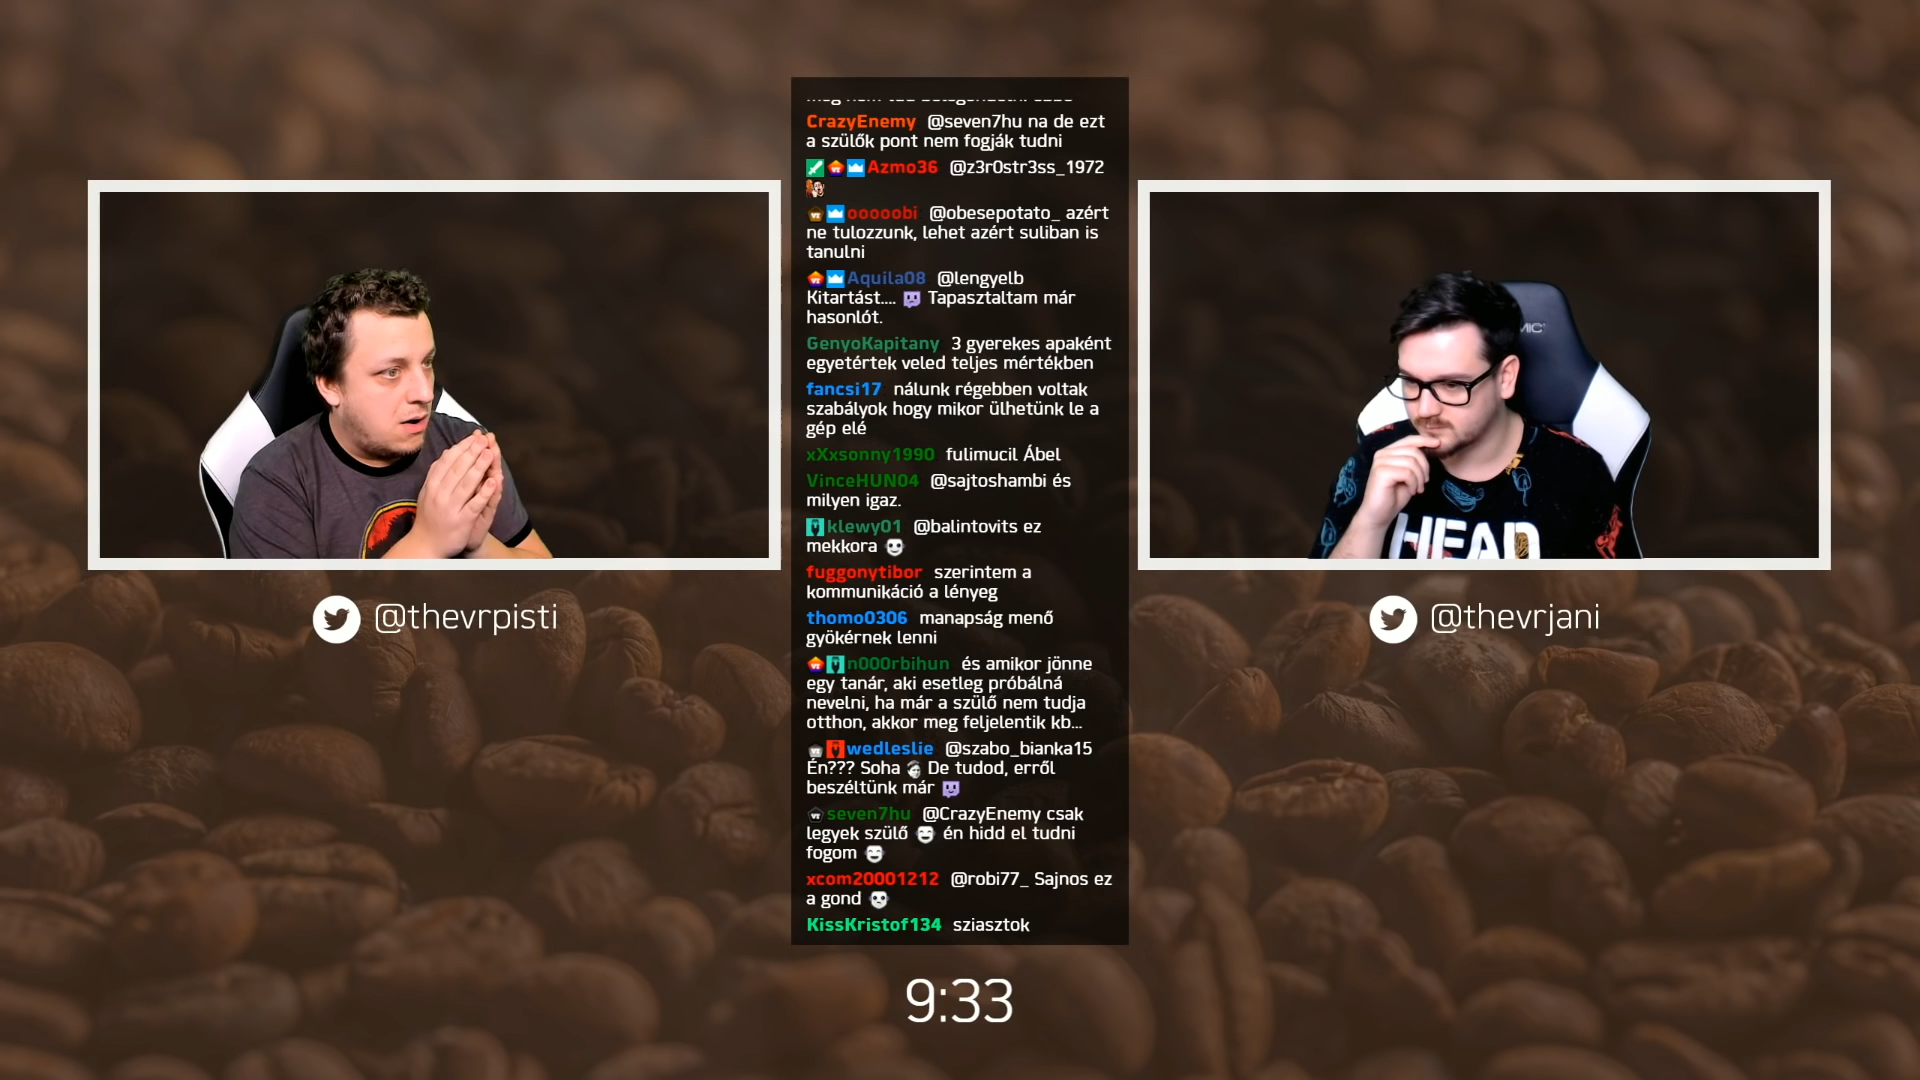 CrazyEnemy @seven7hu na de ezt
a szülők pont nem fogják tudni
Azmo36 @z3r0str3ss_1972
ooooobi @obesepotato_ azért
ne tulozzunk, lehet azért suliban is
tanulni
Aquila08 @lengyelb
Kitartást.... Tapasztaltam már
hasonlót.
GenyoKapitany 3 gyerekes apaként
egyetértek veled teljes mértékben
fancsi17 nálunk régebben voltak
szabályok hogy mikor ülhetünk le a
gép elé
xXxsonny1990 fulimucil Ábel
VinceHUN04 @sajtoshambi és
milyen igaz.
klewy01 @balintovits ez
mekkora
fuggonytibor szerintem a
kommunikáció a lényeg
thomo0306 manapság menő
gyökérnek lenni
n000rbihun és amikor jönne
egy tanár, aki esetleg próbálná
nevelni, ha már a szülő nem tudja
otthon, akkor meg feljelentik kb...
wedleslie @szabo_bianka15
Én??? Soha De tudod, erről
beszéltünk már
seven7hu @CrazyEnemy csak
legyek szülő én hidd el tudni
fogom
xcom20001212 @robi77_ Sajnos ez
a gond
KissKristof134 sziasztok
@thevrpisti
@thevrjani
HEAD
9:33